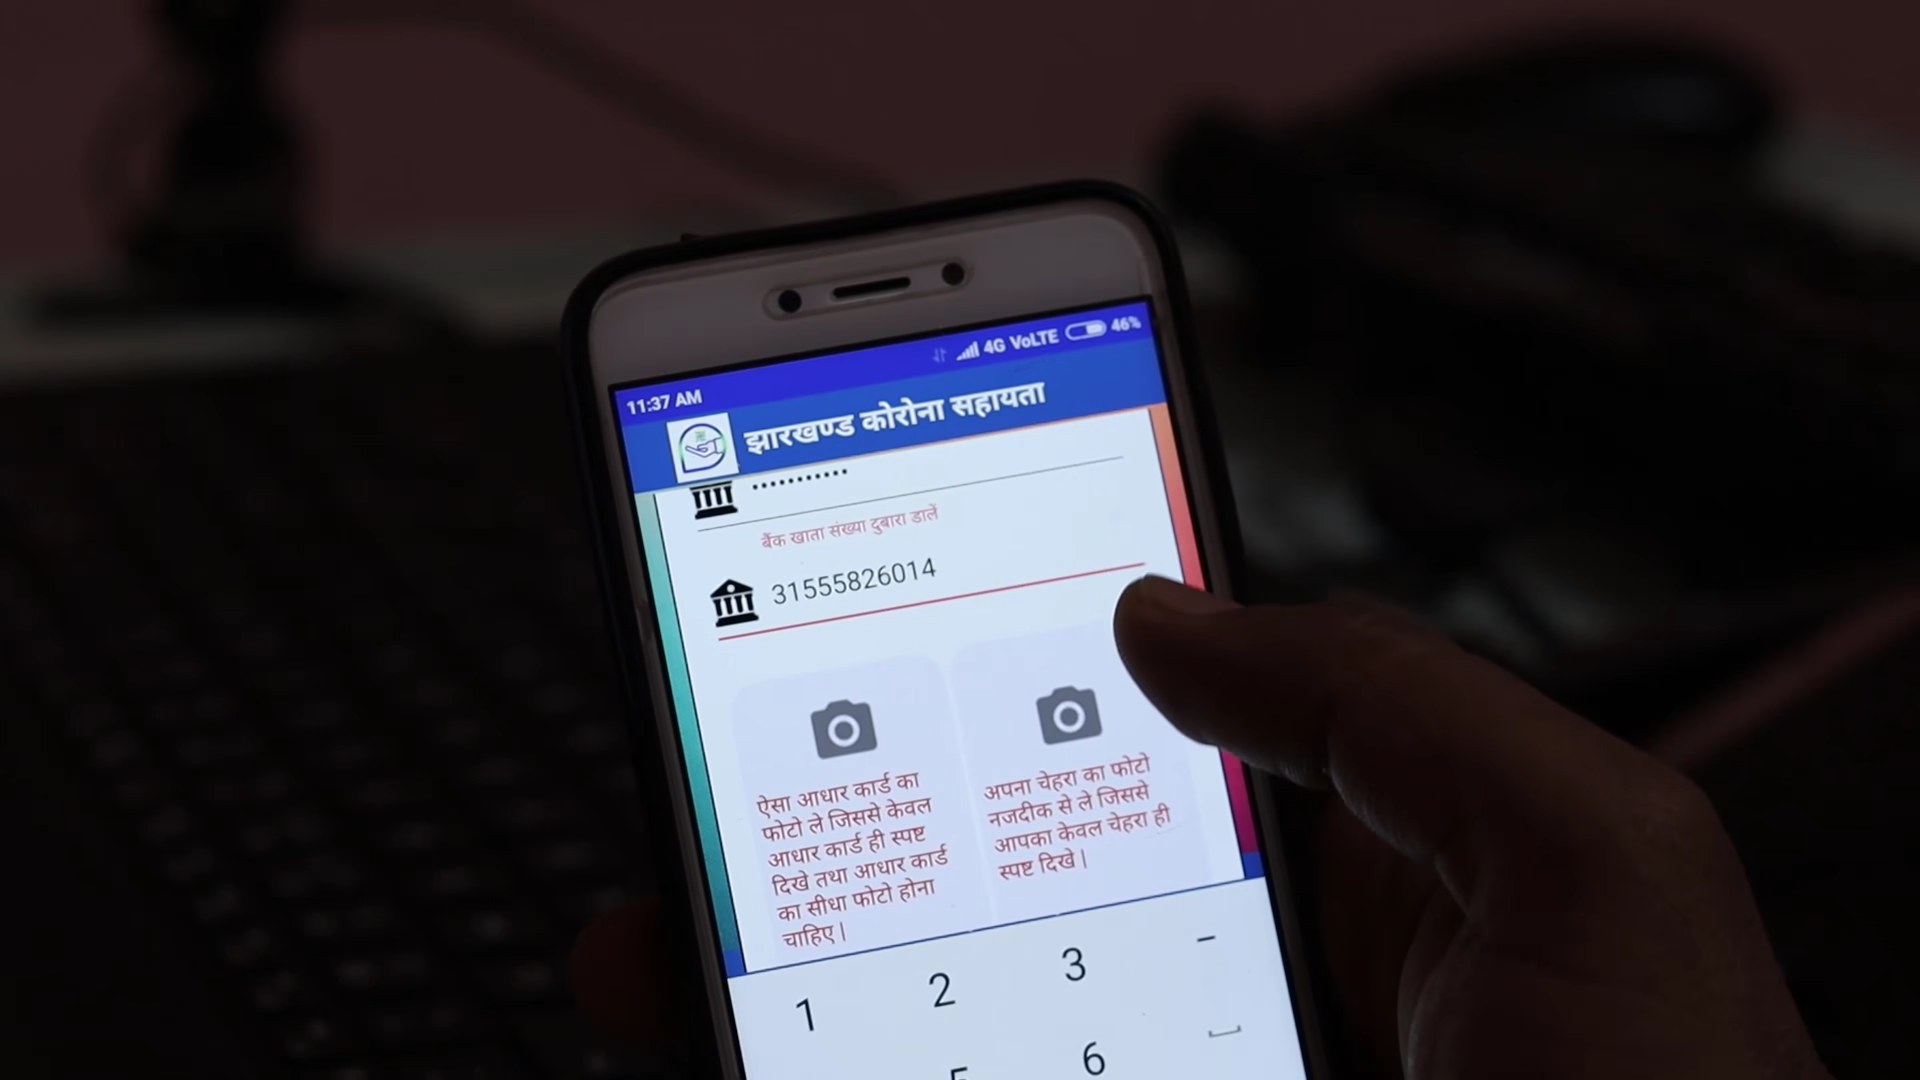 11:37 AM 4G VoLTE 46%
झारखण्ड कोरोना सहायता
...........
बैंक खाता संख्या दुबारा डालें
31555826014
ऐसा आधार कार्ड का
फोटो ले जिससे केवल
आधार कार्ड ही स्पष्ट
दिखे तथा आधार कार्ड
का सीधा फोटो होना
चाहिए |
अपना चेहरा का फोटो
नजदीक से ले जिससे
आपका केवल चेहरा ही
स्पष्ट दिखे |
1 2 3 –
5 6